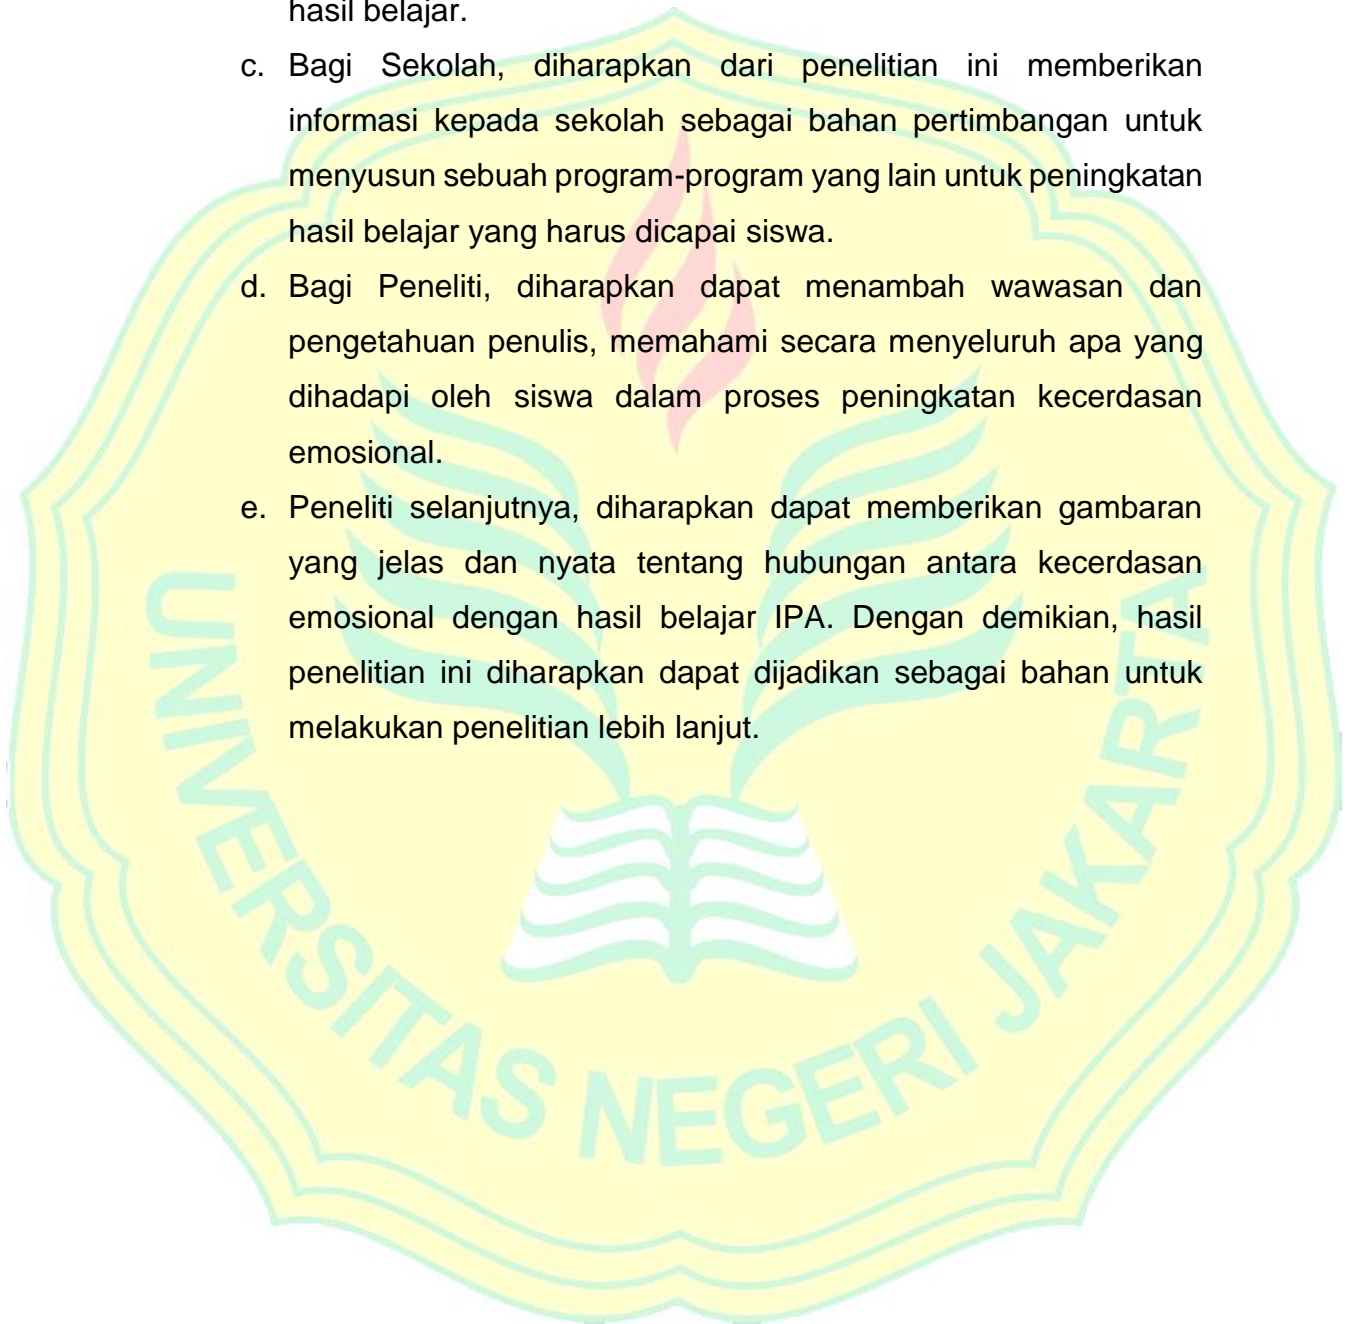 hasil belajar.
c. Bagi Sekolah, diharapkan dari penelitian ini memberikan
informasi kepada sekolah sebagai bahan pertimbangan untuk
menyusun sebuah program-program yang lain untuk peningkatan
hasil belajar yang harus dicapai siswa.
d. Bagi Peneliti, diharapkan dapat menambah wawasan dan
pengetahuan penulis, memahami secara menyeluruh apa yang
dihadapi oleh siswa dalam proses peningkatan kecerdasan
emosional.
e. Peneliti selanjutnya, diharapkan dapat memberikan gambaran
yang jelas dan nyata tentang hubungan antara kecerdasan
emosional dengan hasil belajar IPA. Dengan demikian, hasil
penelitian ini diharapkan dapat dijadikan sebagai bahan untuk
melakukan penelitian lebih lanjut.
UNIVERSITAS NEGERI JAKARTA